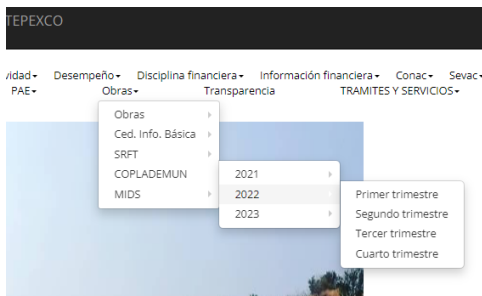 TEPEXCO
vidad Desempeño Disciplina financiera Información financiera Conac Sevac
PAE Obras Transparencia TRAMITES Y SERVICIOS
Obras
Ced. Info. Básica
SRFT
COPLADEMUN
MIDS
2021
2022
2023
Primer trimestre
Segundo trimestre
Tercer trimestre
Cuarto trimestre